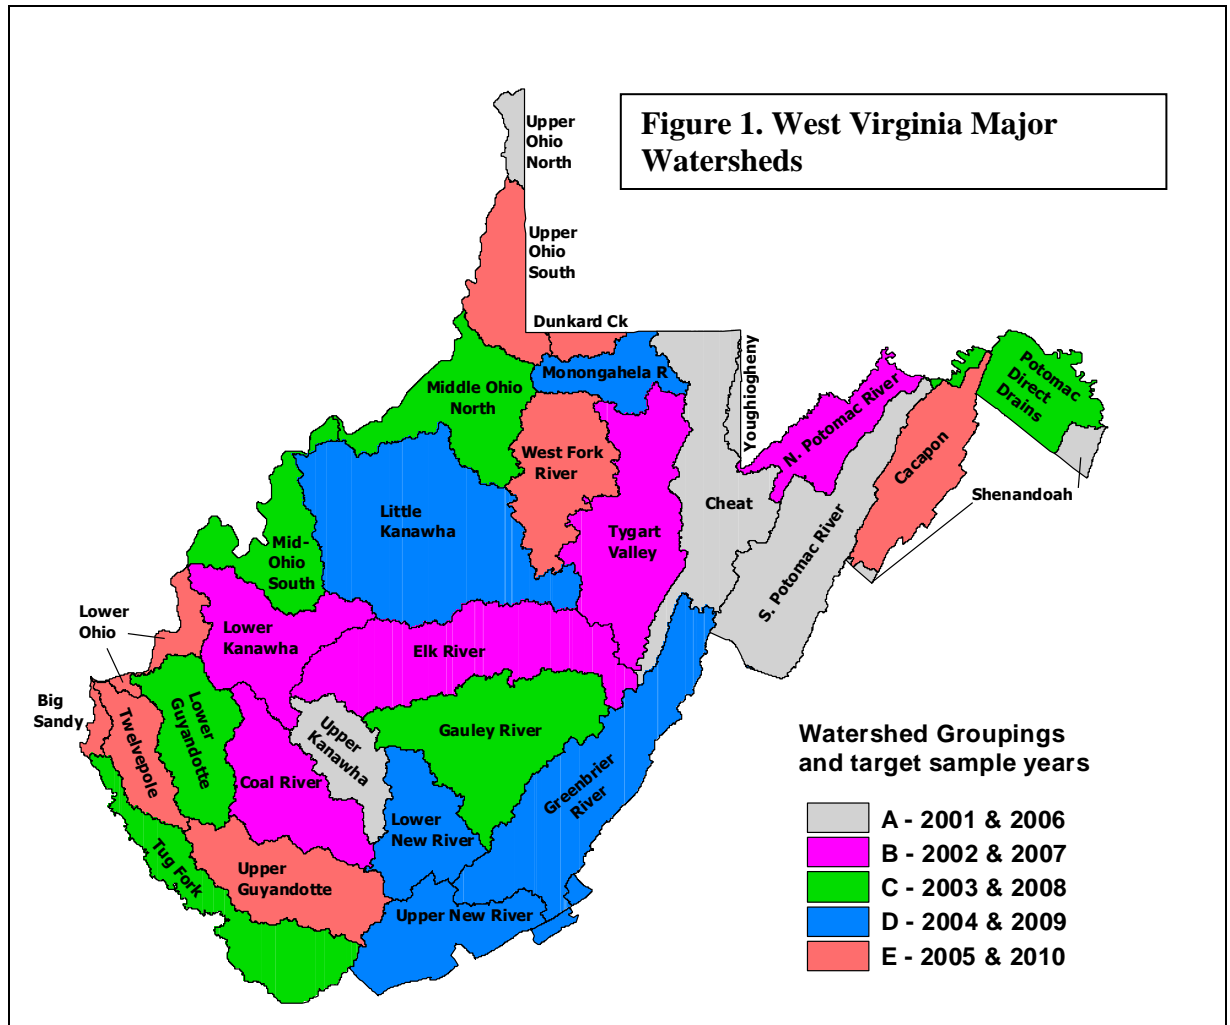 Figure 1. West Virginia Major
Watersheds
Upper
Ohio
North
Upper
Ohio
South
Dunkard Ck
Monongahela R
Middle Ohio
North
West Fork
River
Youghiogheny
N. Potomac River
Potomac
Direct
Drains
Cacapon
Shenandoah
Cheat
Little
Kanawha
Tygart
Valley
S. Potomac River
Mid-
Ohio
South
Lower
Ohio
Lower
Kanawha
Elk River
Big
Sandy
Twelvepole
Lower
Guyandotte
Upper
Kanawha
Gauley River
Coal River
Greenbrier
River
Lower
New River
Tug Fork
Upper
Guyandotte
Upper New River
Watershed Groupings
and target sample years
A - 2001 & 2006
B - 2002 & 2007
C - 2003 & 2008
D - 2004 & 2009
E - 2005 & 2010